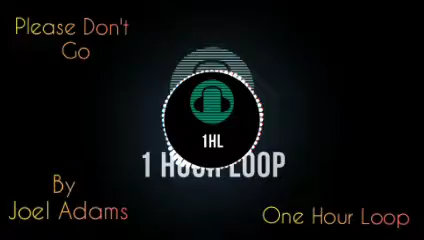 Please Don't
Go
1HL
1 HOUR LOOP
By
Joel Adams
One Hour Loop